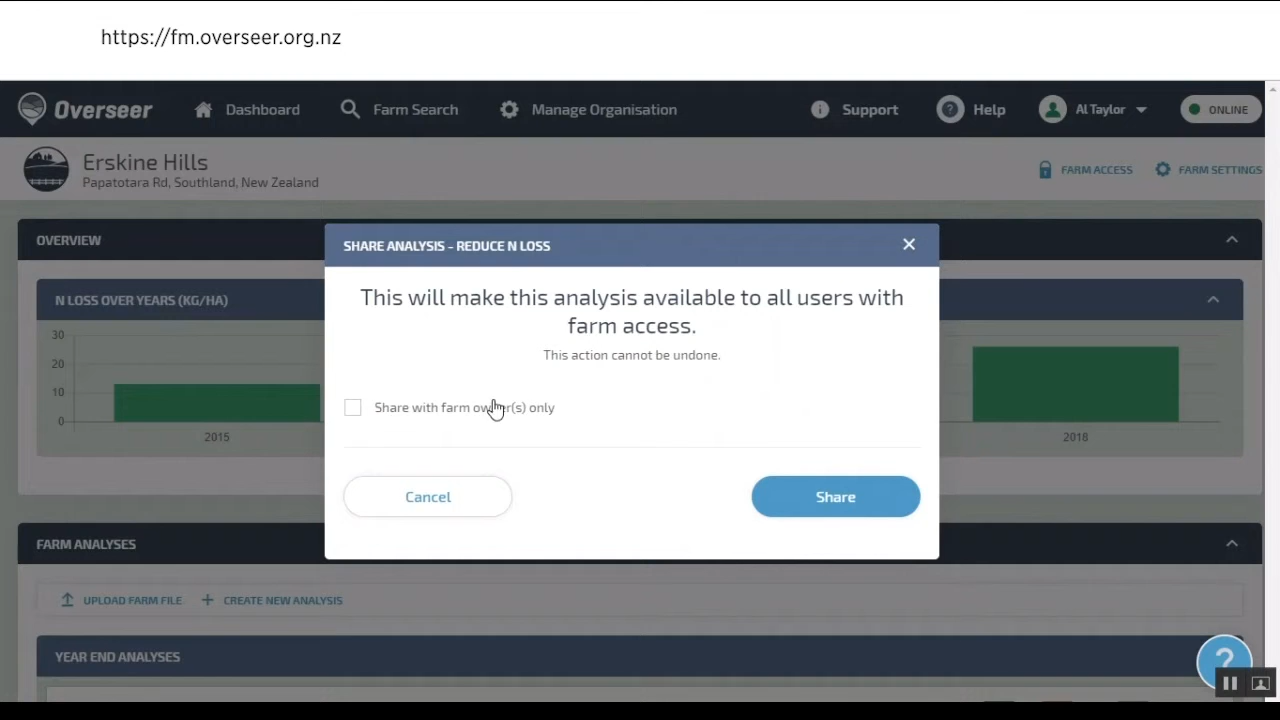 https://fm.overseer.org.nz
Overseer
Dashboard
Farm Search
Manage Organisation
Support
Help
Al Taylor
ONLINE
Erskine Hills
Papatotara Rd, Southland, New Zealand
FARM ACCESS
FARM SETTINGS
OVERVIEW
SHARE ANALYSIS - REDUCE N LOSS
N LOSS OVER YEARS (KG/HA)
This will make this analysis available to all users with
farm access.
This action cannot be undone.
30
20
10
0
2015
2018
Share with farm owner(s) only
Cancel
Share
FARM ANALYSES
UPLOAD FARM FILE
CREATE NEW ANALYSIS
YEAR END ANALYSES